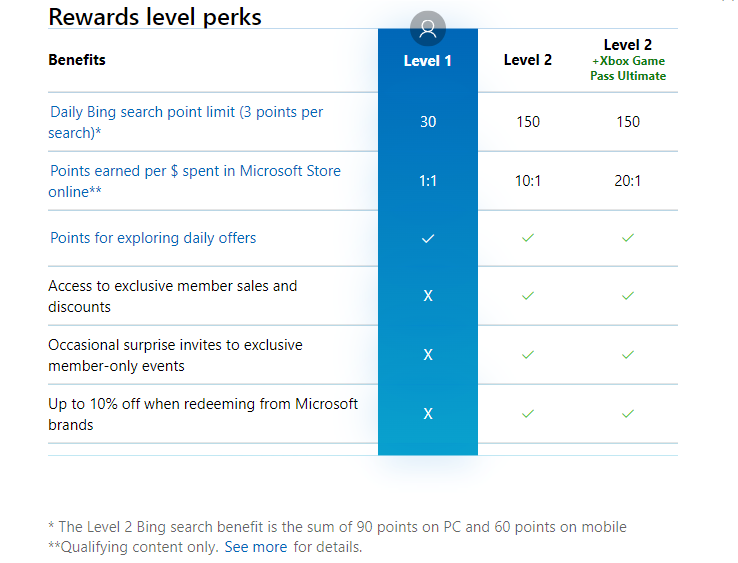 Rewards level perks
Benefits
Level 1
Level 2
Level 2
+Xbox Game
Pass Ultimate
Daily Bing search point limit (3 points per
search)*
30
150
150
Points earned per $ spent in Microsoft Store
online**
1:1
10:1
20:1
Points for exploring daily offers
Access to exclusive member sales and
discounts
X
Occasional surprise invites to exclusive
member-only events
X
Up to 10% off when redeeming from Microsoft
brands
X
* The Level 2 Bing search benefit is the sum of 90 points on PC and 60 points on mobile
**Qualifying content only. See more for details.